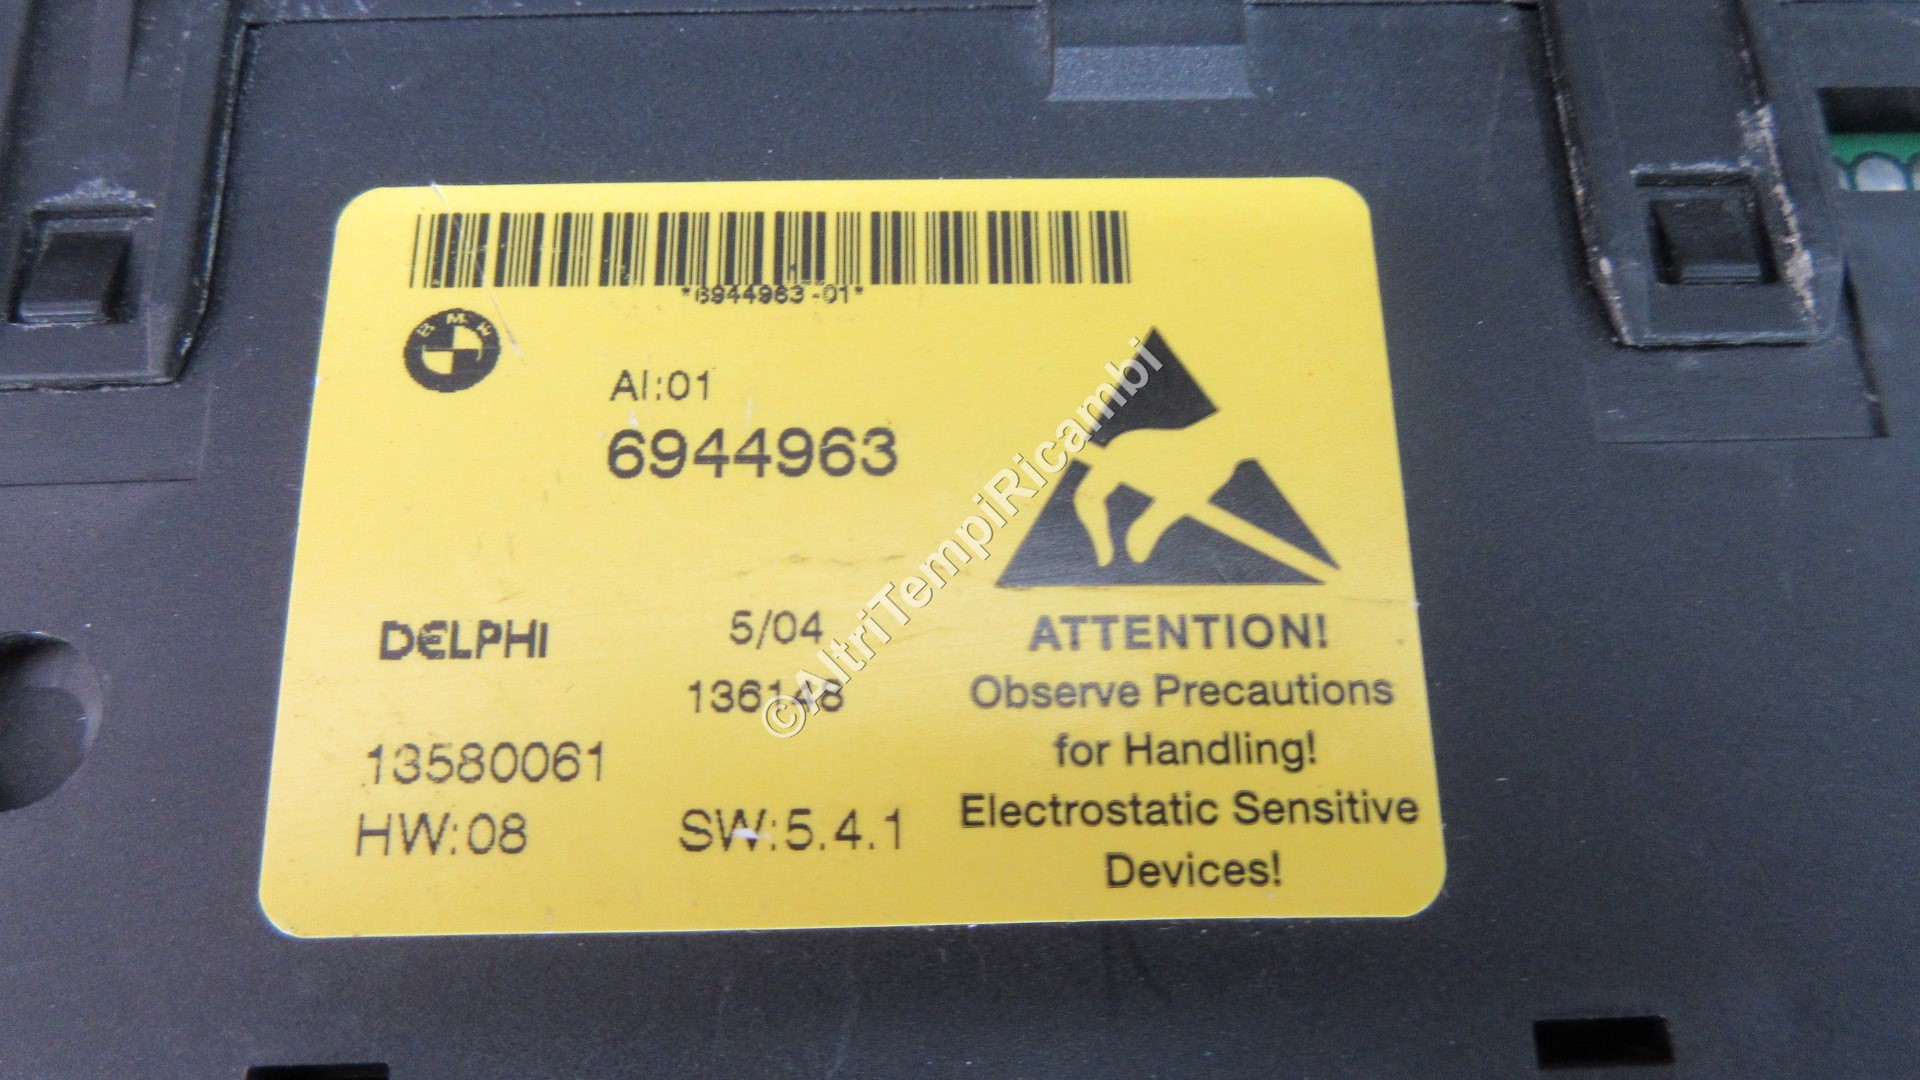 *6944963-01*
BMW
AI:01
6944963
DELPHI
5/04
136148
13580061
HW:08
SW:5.4.1
ATTENTION!
Observe Precautions
for Handling!
Electrostatic Sensitive
Devices!
©AltriTempiRicambi